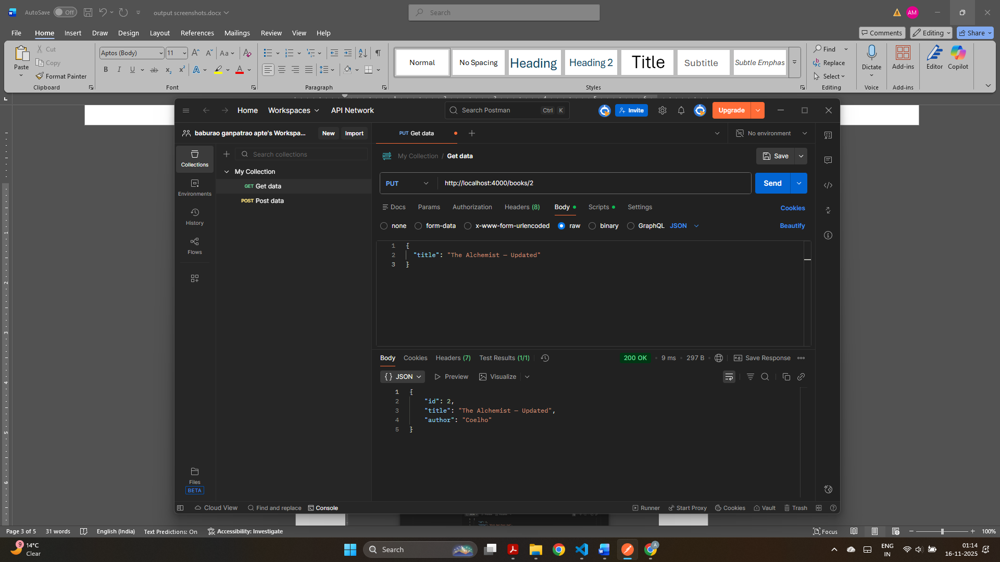 AutoSave Off output screenshots.docx Search AM
File Home Insert Draw Design Layout References Mailings Review View Help Comments Editing Share
Paste Cut Copy Format Painter Clipboard
Aptos (Body) 11 Font
Paragraph
Normal No Spacing Heading Heading 2 Title Subtitle Subtle Emphas Styles
Find Replace Select Editing
Dictate Voice
Add-ins Add-ins
Editor Copilot
Home Workspaces API Network Search Postman Ctrl K Invite Upgrade
baburao ganpatrao apte's Workspa... New Import PUT Get data No environment
Collections Search collections My Collection / Get data Save
My Collection
GET Get data
POST Post data
Environments
History
Flows
Files
BETA
PUT http://localhost:4000/books/2 Send
Docs Params Authorization Headers (8) Body Scripts Settings Cookies
none form-data x-www-form-urlencoded raw binary GraphQL JSON Beautify
1 {
2 "title": "The Alchemist — Updated"
3 }
Body Cookies Headers (7) Test Results (1/1) 200 OK 9 ms 297 B Save Response
{} JSON Preview Visualize
1 {
2 "id": 2,
3 "title": "The Alchemist — Updated",
4 "author": "Coelho"
5 }
Cloud View Find and replace Console Runner Start Proxy Cookies Vault Trash
Page 3 of 5 31 words English (India) Text Predictions: On Accessibility: Investigate Focus 100%
9 14°C
Clear
Search
ENG
IN
01:14
16-11-2025